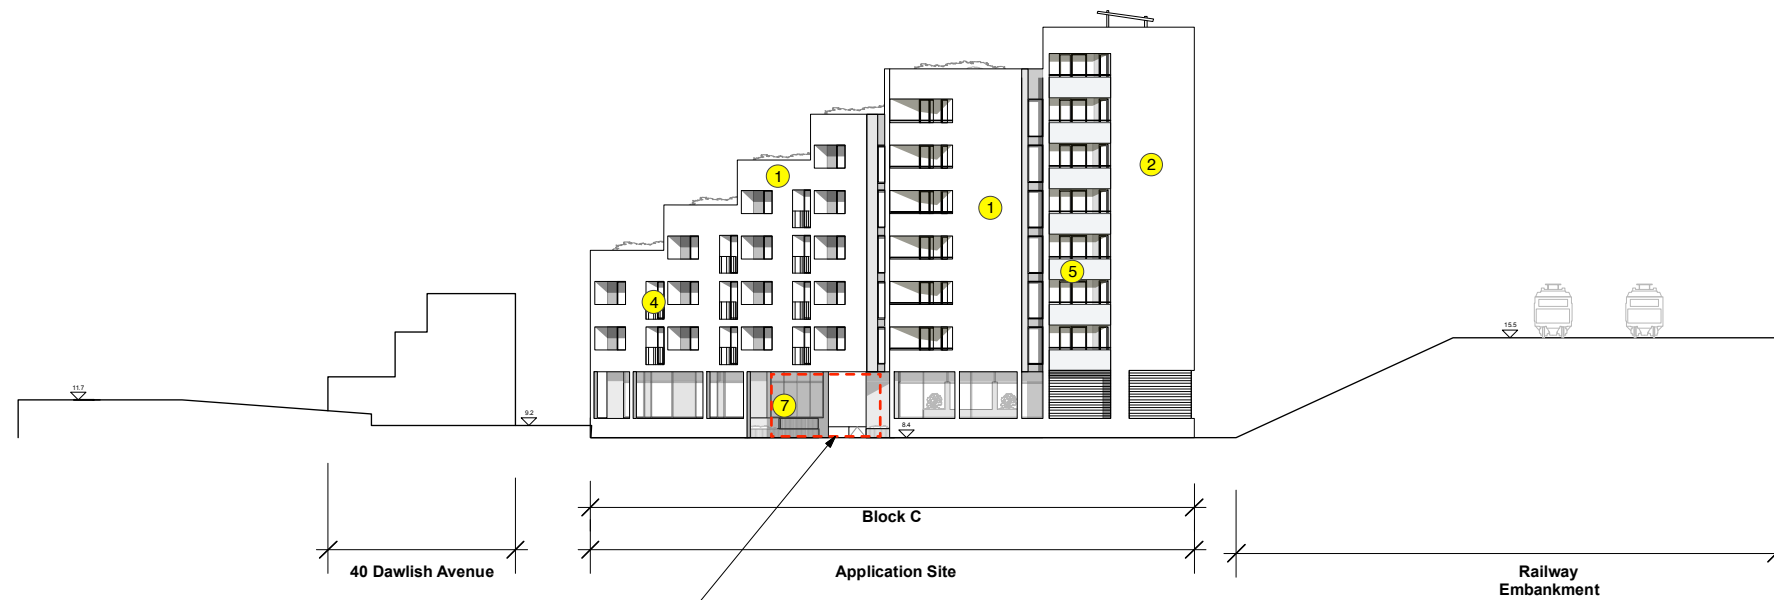 2
1
1
5
4
15.5
11.7
7
9.2
8.4
Block C
40 Dawlish Avenue
Application Site
Railway
Embankment